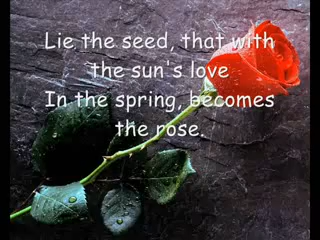 Lie the seed, that with
the sun's love
In the spring, becomes
the rose.